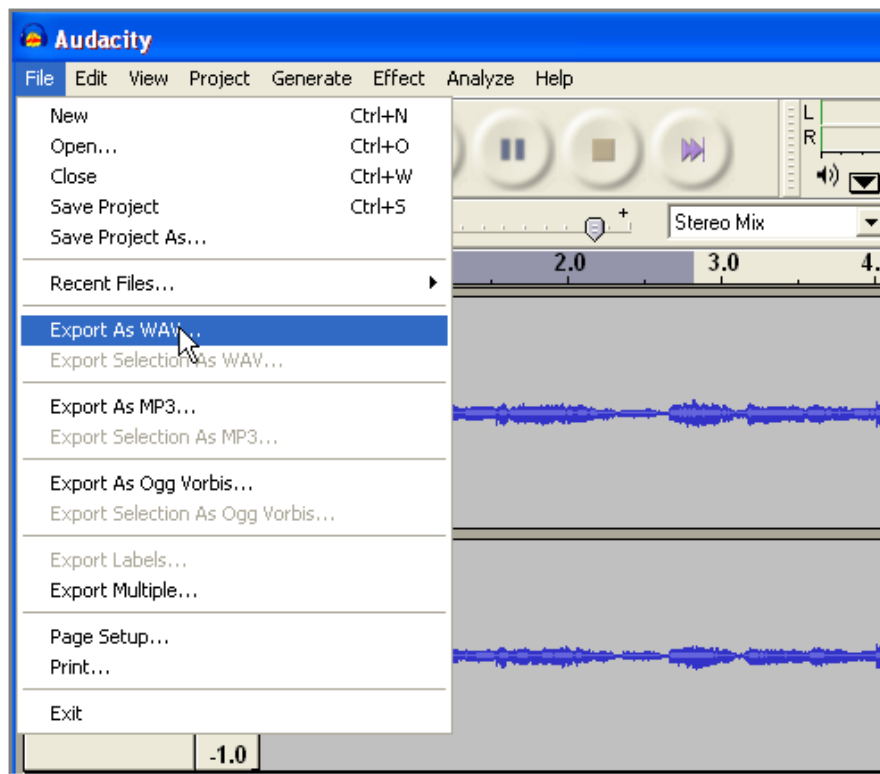 Audacity
File Edit View Project Generate Effect Analyze Help
New Ctrl+N
Open... Ctrl+O
Close Ctrl+W
Save Project Ctrl+S
Save Project As...
Recent Files...
Export As WAV...
Export Selection As WAV...
Export As MP3...
Export Selection As MP3...
Export As Ogg Vorbis...
Export Selection As Ogg Vorbis...
Export Labels...
Export Multiple...
Page Setup...
Print...
Exit
L
R
+
Stereo Mix
2.0 3.0 4.
-1.0